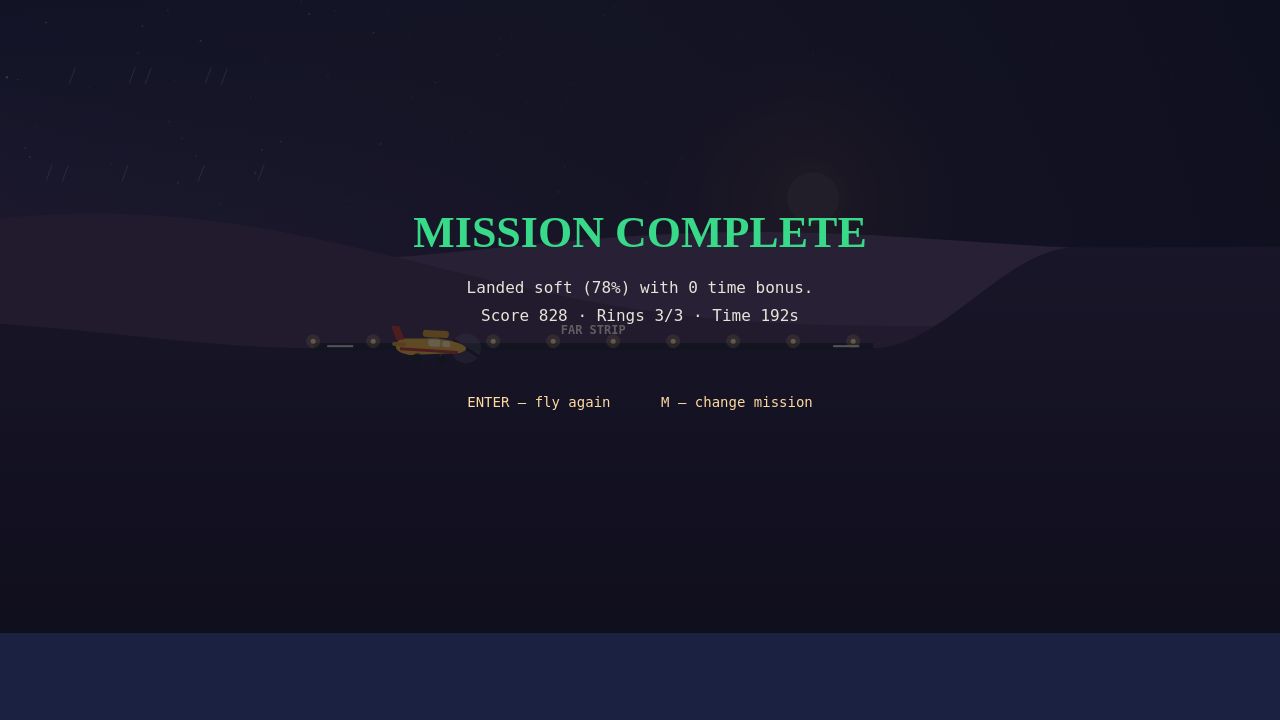 MISSION COMPLETE
Landed soft (78%) with 0 time bonus.
Score 828 · Rings 3/3 · Time 192s
FAR STRIP
ENTER — fly again M — change mission